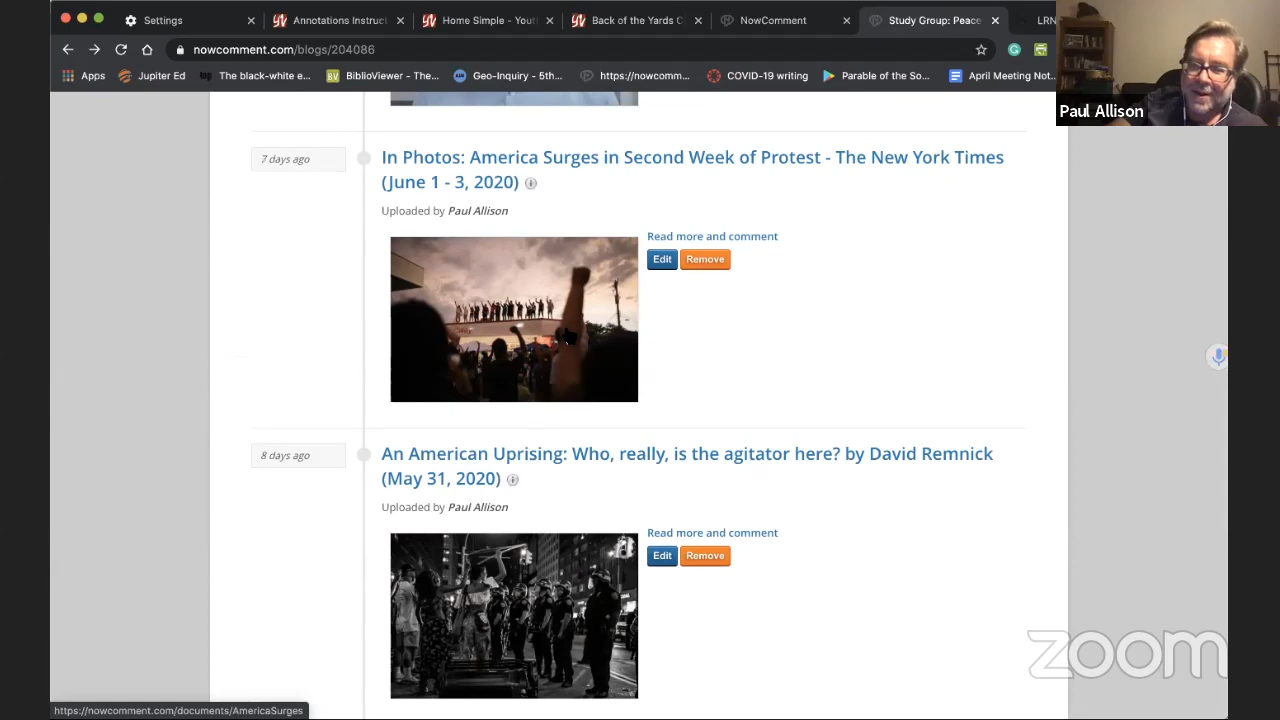 Settings
Annotations Instruc
Home Simple - Yout
Back of the Yards C
NowComment
Study Group: Peace
LRN
nowcomment.com/blogs/204086
Apps
Jupiter Ed
The black-white e...
BV
BiblioViewer - The...
Geo-Inquiry - 5th...
https://nowcomm...
COVID-19 writing
Parable of the So...
April Meeting Not...
Paul Allison
7 days ago
In Photos: America Surges in Second Week of Protest - The New York Times
(June 1 - 3, 2020)
Uploaded by Paul Allison
Read more and comment
Edit Remove
8 days ago
An American Uprising: Who, really, is the agitator here? by David Remnick
(May 31, 2020)
Uploaded by Paul Allison
Read more and comment
Edit Remove
zoom
https://nowcomment.com/documents/AmericaSurges